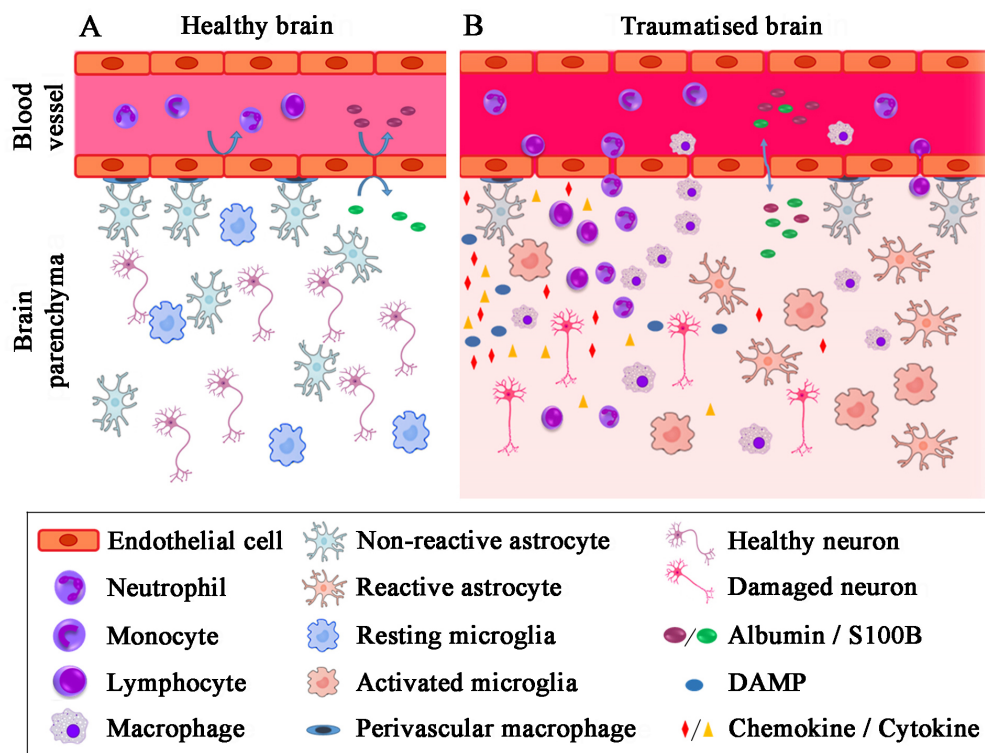 A
Healthy brain
B
Traumatised brain
Blood
vessel
Brain
parenchyma
Endothelial cell
Non-reactive astrocyte
Healthy neuron
Neutrophil
Reactive astrocyte
Damaged neuron
Monocyte
Resting microglia
Albumin / S100B
Lymphocyte
Activated microglia
DAMP
Macrophage
Perivascular macrophage
Chemokine / Cytokine